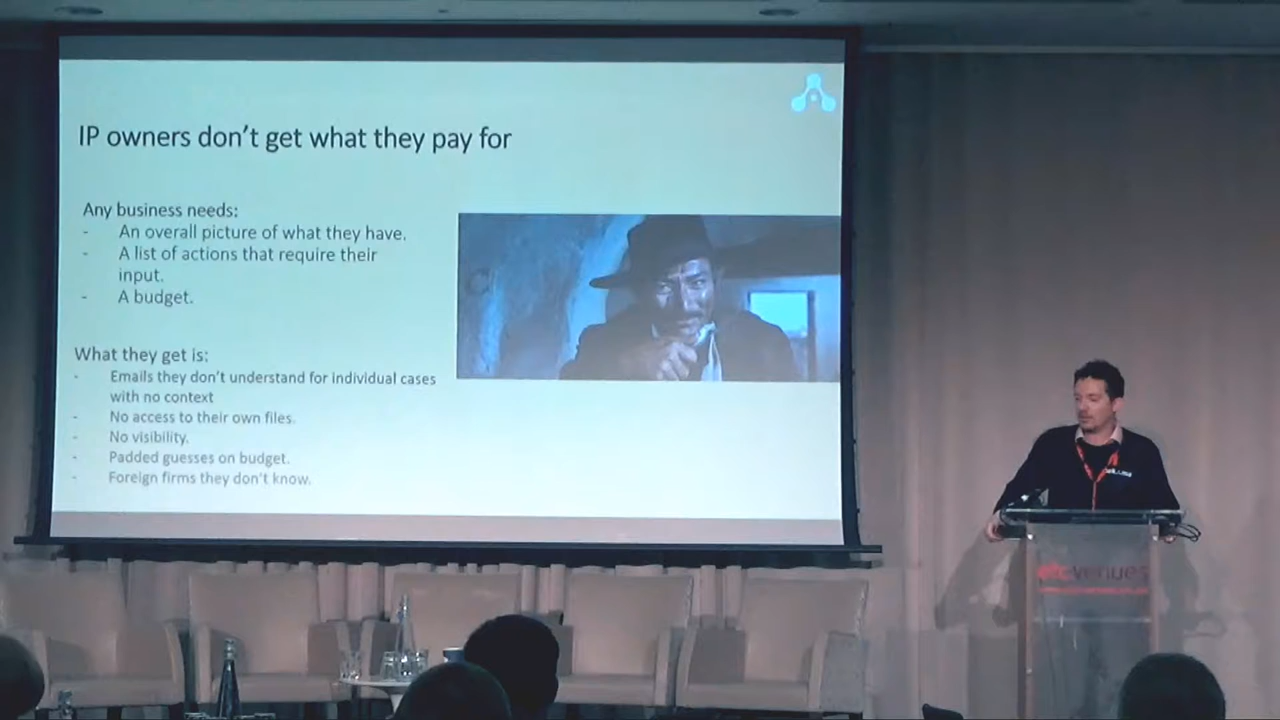 IP owners don't get what they pay for
Any business needs:
- An overall picture of what they have.
- A list of actions that require their
input.
- A budget.
What they get is:
- Emails they don't understand for individual cases
with no context
- No access to their own files.
- No visibility.
- Padded guesses on budget.
- Foreign firms they don't know.
etc.venues